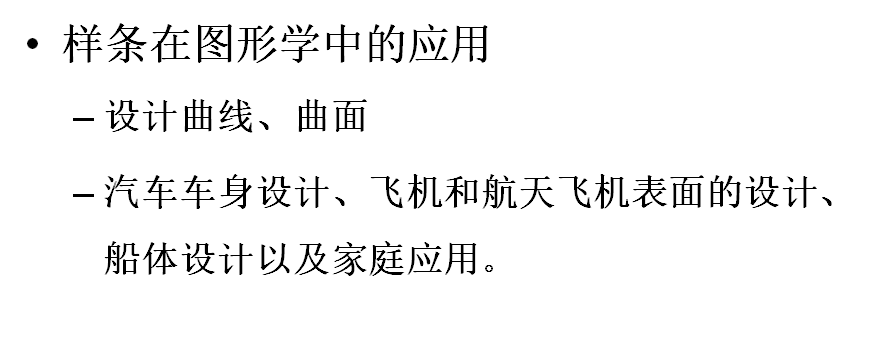 • 样条在图形学中的应用
– 设计曲线、曲面
– 汽车车身设计、飞机和航天飞机表面的设计、
船体设计以及家庭应用。